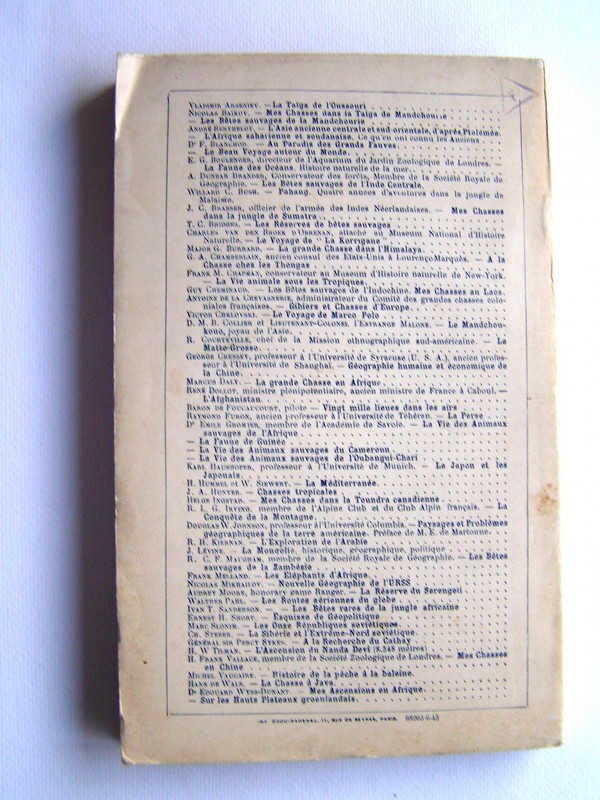 VLADIMIR ARSENIEV. — La Taïga de l'Oussouri
NICOLAS BAIKOV. — Mes Chasses dans la Taïga de Mandchourie
— Les Bêtes sauvages de la Mandchourie
ANDRÉ BERTHELOT. — L'Asie ancienne centrale et sud-orientale, d'après Ptolémée.
— L'Afrique saharienne et soudanaise. Ce qu'en ont connu les Anciens
Dr F. BLANCHOD. — Au Paradis des Grands Fauves.
— Le Beau Voyage autour du Monde.
E. G. BOULENGER, directeur de l'Aquarium du Jardin Zoologique de Londres. —
La Faune des Océans. Histoire naturelle de la mer.
A. DUNBAR BRANDER, Conservateur des forêts, Membre de la Société Royale de
Géographie. — Les Bêtes sauvages de l'Inde Centrale.
WILLARD C. BUSH. — Pahang. Quatre années d'aventures dans la jungle de
Malaisie.
J. C. BRASSER, officier de l'armée des Indes Néerlandaises. — Mes Chasses
dans la jungle de Sumatra.
T. C. BRIDGES. — Les Réserves de bêtes sauvages
CHARLES VAN DEN BROEK D'OBRENAN, attaché au Museum National d'Histoire
Naturelle. — Le Voyage de "La Korrigane"
MAJOR G. BURRARD. — La grande Chasse dans l'Himalaya.
G. A. CHAMBERLAIN, ancien consul des Etats-Unis à Lourenço Marquès. — A la
Chasse chez les Thongas
FRANK M. CHAPMAN, conservateur au Museum d'Histoire naturelle de New-York.
— La Vie animale sous les Tropiques.
GUY CHEMINAUD. — Les Bêtes sauvages de l'Indochine. Mes Chasses au Laos.
ANTOINE DE LA CHEVASNERIE, administrateur du Comité des grandes chasses colo-
niales françaises. — Gibiers et Chasses d'Europe.
VICTOR CHKLOVSKI. — Le Voyage de Marco Polo
D. M. B. COLLIER et LIEUTENANT-COLONEL L'ESTRANGE MALONE. — Le Mandchou-
kouo, joyau de l'Asie.
R. COURTEVILLE, chef de la Mission ethnographique sud-américaine. — Le
Matto-Grosso.
GEORGE CRESSEY, professeur à l'Université de Syracuse (U. S. A.), ancien profes-
seur à l'Université de Shanghaï. — Géographie humaine et économique de
la Chine.
MARCUS DALY. — La grande Chasse en Afrique
RENÉ DOLLOT, ministre plénipotentiaire, ancien ministre de France à Caboul. —
L'Afghanistan.
BARON DE FOUCAUCOURT, pilote — Vingt mille lieues dans les airs
RAYMOND FURON, ancien professeur à l'Université de Téhéran. — La Perse
Dr EMILE GROMIER, membre de l'Académie de Savoie. — La Vie des Animaux
sauvages de l'Afrique
— La Faune de Guinée
— La Vie des Animaux sauvages du Cameroun
— La Vie des Animaux sauvages de l'Oubangui-Chari
KARL HAUSHOFER, professeur à l'Université de Munich. — Le Japon et les
Japonais.
H. HUMMEL et W. SIEWERT. — La Méditerranée.
J. A. HUNTER. — Chasses tropicales
HELGE INGSTAD. — Mes Chasses dans la Toundra canadienne
R. L. G. IRVING, membre de l'Alpine Club et du Club Alpin français. — La
Conquête de la Montagne.
DOUGLAS W. JOHNSON, professeur à l'Université Columbia. — Paysages et Problèmes
géographiques de la terre américaine. Préface de M. E. de Martonne.
R. H. KIERNAN. — L'Exploration de l'Arabie
J. LÉVINE. — La Mongolie, historique, géographique, politique
R. C. F. MAUGHAM, membre de la Société Royale de Géographie. — Les Bêtes
sauvages de la Zambésie
FRANK MELLAND. — Les Eléphants d'Afrique.
NICOLAS MIKHAILOV. — Nouvelle Géographie de l'URSS
AUDREY MOORE, honorary game Ranger. — La Réserve du Serengeti
WALTHER PAHL. — Les Routes aériennes du globe
IVAN T. SANDERSON. — — Les Bêtes rares de la jungle africaine
ERNEST H. SHORT. — Esquisse de Géopolitique
MARC SLONIM. — Les Onze Républiques soviétiques
CH. STEBER. — La Sibérie et l'Extrême-Nord soviétique.
GÉNÉRAL SIR PERCY SYKES. — A la Recherche du Cathay
H. W TILMAN. — L'Ascension du Nanda Devi (8.848 mètres)
H. FRANK WALLACE, membre de la Société Zoologique de Londres. — Mes Chasses
en Chine
MICHEL VAUCAIRE. — Histoire de la pêche à la baleine.
HANS DE WALS. — La Chasse à Java.
Dr EDOUARD WYSS-DUNANT. — Mes Ascensions en Afrique.
— Sur les Hauts Plateaux groenlandais.
RUE DE SEVRES, PARIS.